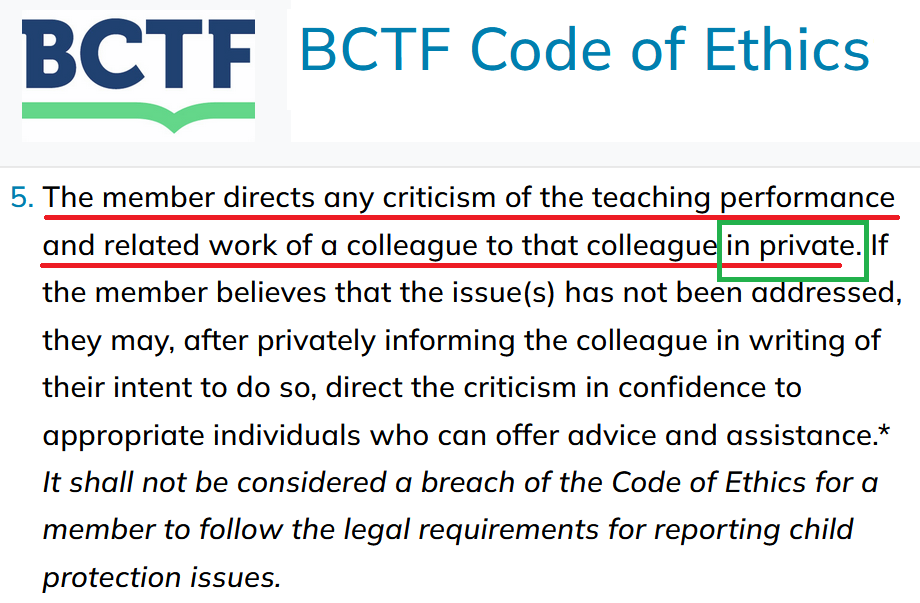 BCTF
BCTF Code of Ethics
5. The member directs any criticism of the teaching performance
and related work of a colleague to that colleague in private. If
the member believes that the issue(s) has not been addressed,
they may, after privately informing the colleague in writing of
their intent to do so, direct the criticism in confidence to
appropriate individuals who can offer advice and assistance.*
It shall not be considered a breach of the Code of Ethics for a
member to follow the legal requirements for reporting child
protection issues.